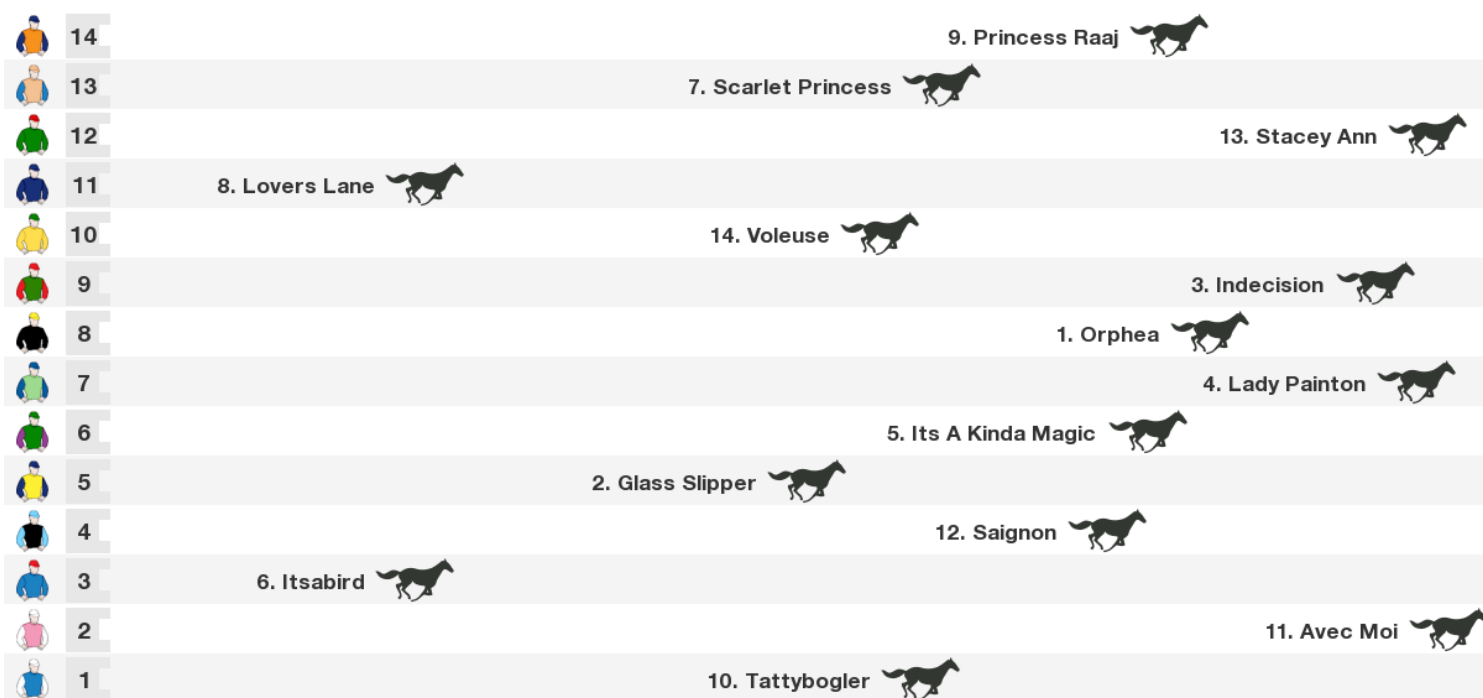 14 9. Princess Raaj
13 7. Scarlet Princess
12 13. Stacey Ann
11 8. Lovers Lane
10 14. Voleuse
9 3. Indecision
8 1. Orphea
7 4. Lady Painton
6 5. Its A Kinda Magic
5 2. Glass Slipper
4 12. Saignon
3 6. Itsabird
2 11. Avec Moi
1 10. Tattybogler